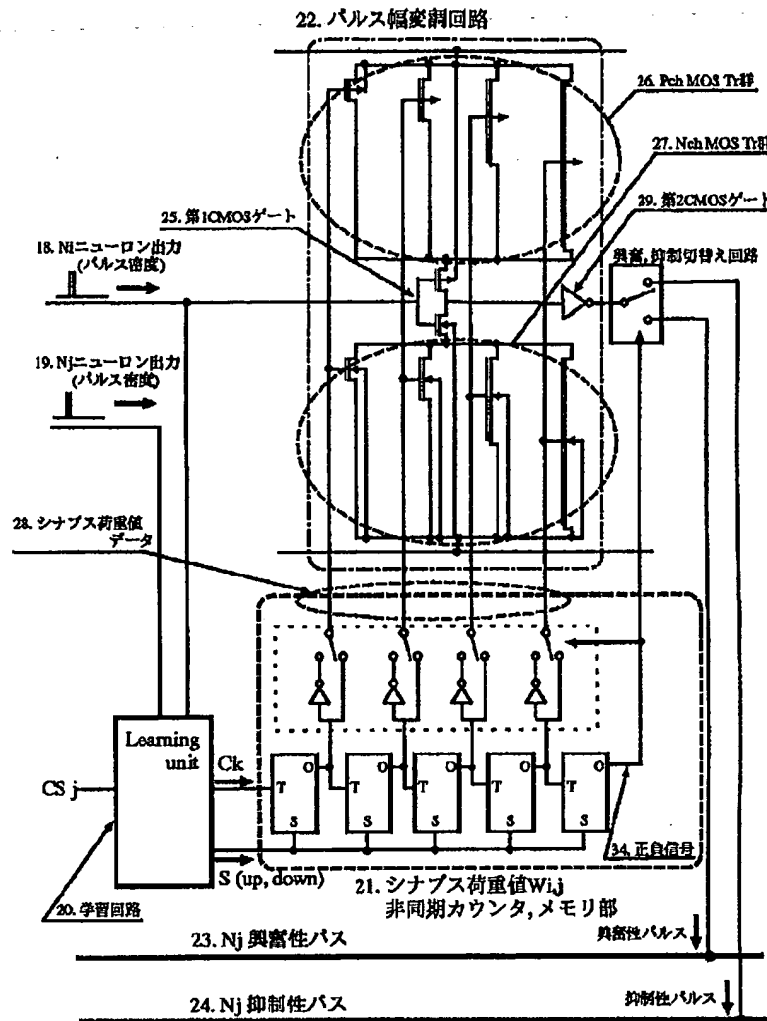 22. パルス幅変調回路
26. Pch MOS Tr群
27. Nch MOS Tr群
29. 第2CMOSゲート
25. 第1CMOSゲート
興奮, 抑制切替え回路
18. Niニューロン出力
(パルス密度)
19. Njニューロン出力
(パルス密度)
28. シナプス荷重値
データ
Learning
unit
CS j
Ck
S (up, down)
T O S
T O S
T O S
T O S
T O S
34. 正負信号
20. 学習回路
21. シナプス荷重値Wi,j
非同期カウンタ, メモリ部
23. Nj 興奮性バス
興奮性パルス
24. Nj 抑制性バス
抑制性パルス